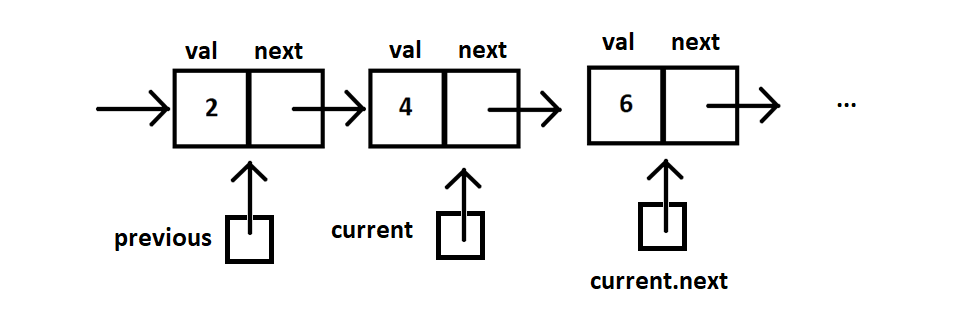 val next val next val next
2 4 6 ...
previous current current.next